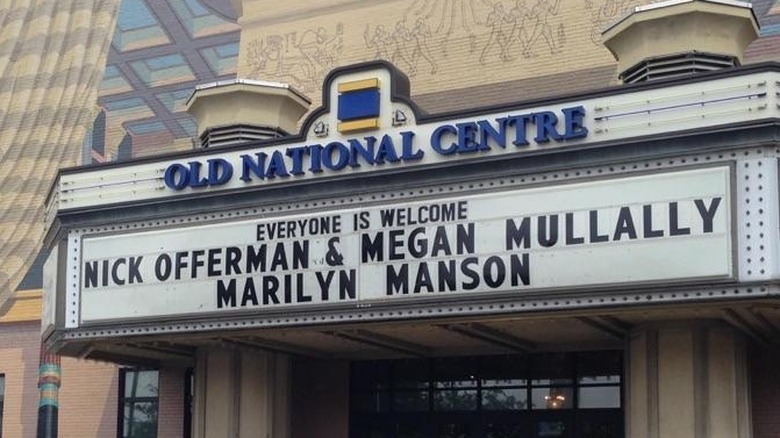 OLD NATIONAL CENTRE
EVERYONE IS WELCOME
NICK OFFERMAN & MEGAN MULLALLY
MARILYN MANSON